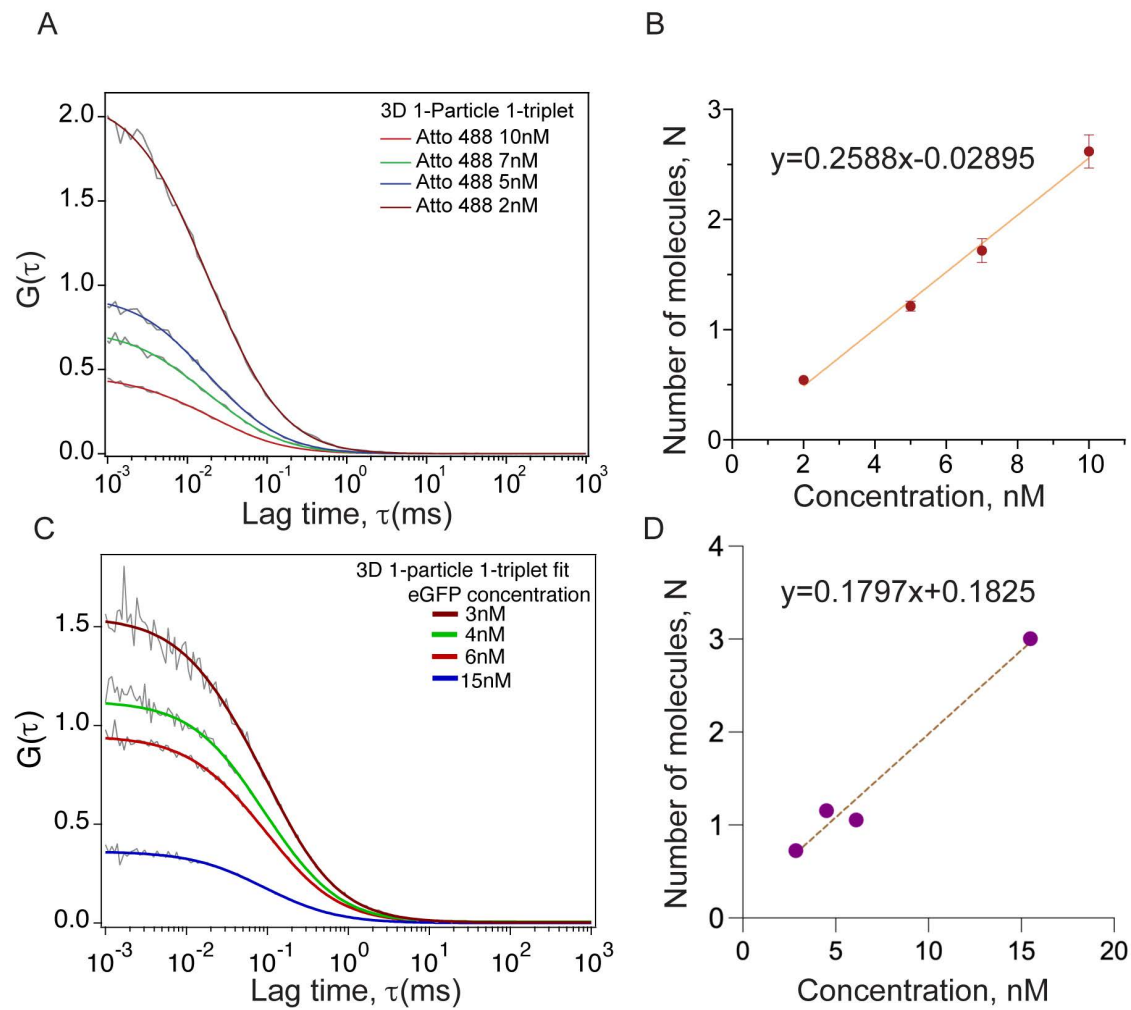 A
3D 1-Particle 1-triplet
Atto 488 10nM
Atto 488 7nM
Atto 488 5nM
Atto 488 2nM
2.0
1.5
1.0
0.5
0.0
G(τ)
10⁻³ 10⁻² 10⁻¹ 10⁰ 10¹ 10² 10³
Lag time, τ(ms)
B
y=0.2588x-0.02895
3
2
1
0
Number of molecules, N
0 2 4 6 8 10
Concentration, nM
C
3D 1-particle 1-triplet fit
eGFP concentration
3nM
4nM
6nM
15nM
1.5
1.0
0.5
0.0
G(τ)
10⁻³ 10⁻² 10⁻¹ 10⁰ 10¹ 10² 10³
Lag time, τ(ms)
D
y=0.1797x+0.1825
4
3
2
1
0
Number of molecules, N
0 5 10 15 20
Concentration, nM